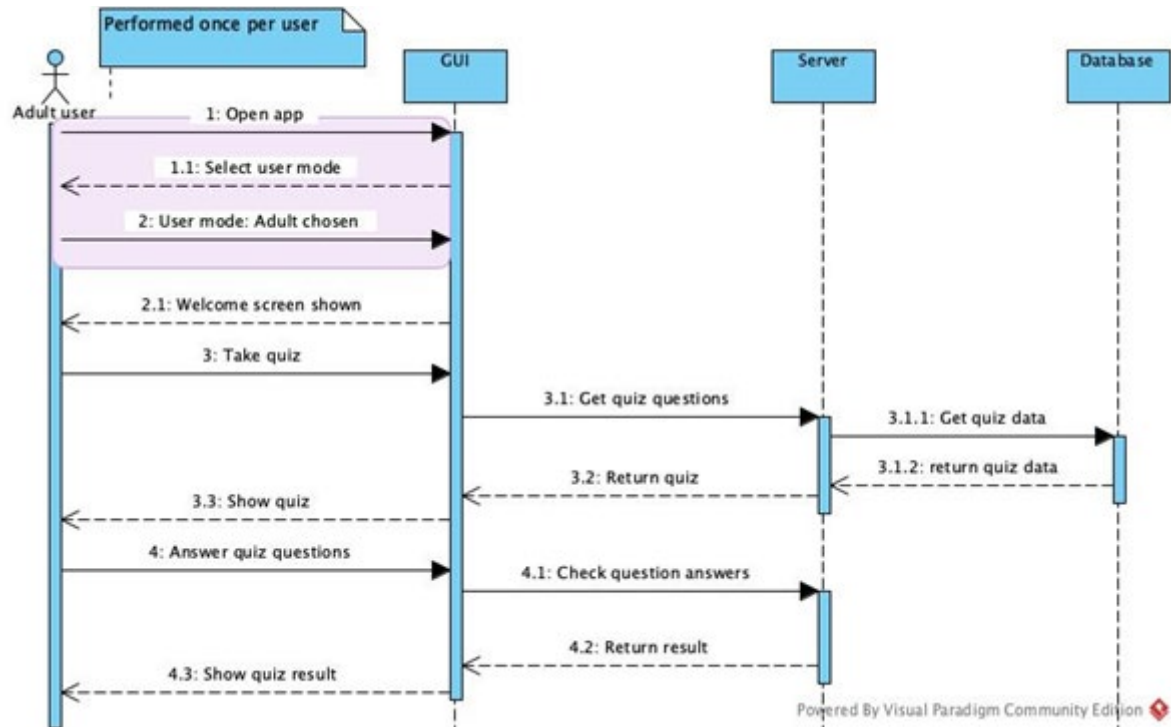 Performed once per user
GUI
Server
Database
Adult user
1: Open app
1.1: Select user mode
2: User mode: Adult chosen
2.1: Welcome screen shown
3: Take quiz
3.1: Get quiz questions
3.1.1: Get quiz data
3.1.2: return quiz data
3.2: Return quiz
3.3: Show quiz
4: Answer quiz questions
4.1: Check question answers
4.2: Return result
4.3: Show quiz result
Powered By Visual Paradigm Community Edition